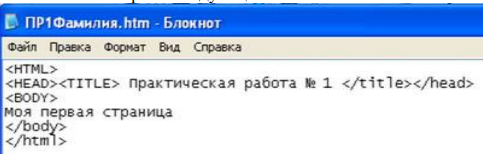 ПР1Фамилия.htm - Блокнот
Файл Правка Формат Вид Справка
<HTML>
<HEAD><TITLE> Практическая работа № 1 </title></head>
<BODY>
Моя первая страница
</body>
</html>